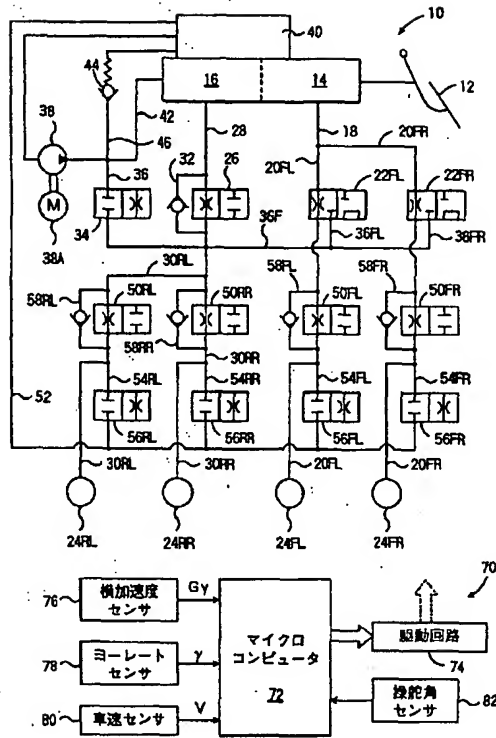 40
10
44
16
14
12
38
42
46
28
18
36
32
26
20FL
20FR
22FL
22FR
M
38A
34
36F
36FL
36FR
30RL
58RL
50RL
50RR
58FL
50FL
58FR
50FR
58RR
30RR
52
54RL
54RR
54FL
54FR
56RL
56RR
56FL
56FR
30RL
30RR
20FL
20FR
24RL
24RR
24FL
24FR
70
76
横加速度
センサ
Gy
78
ヨーレート
センサ
γ
80
車速センサ
V
マイクロ
コンピュータ
72
駆動回路
74
操舵角
センサ
82